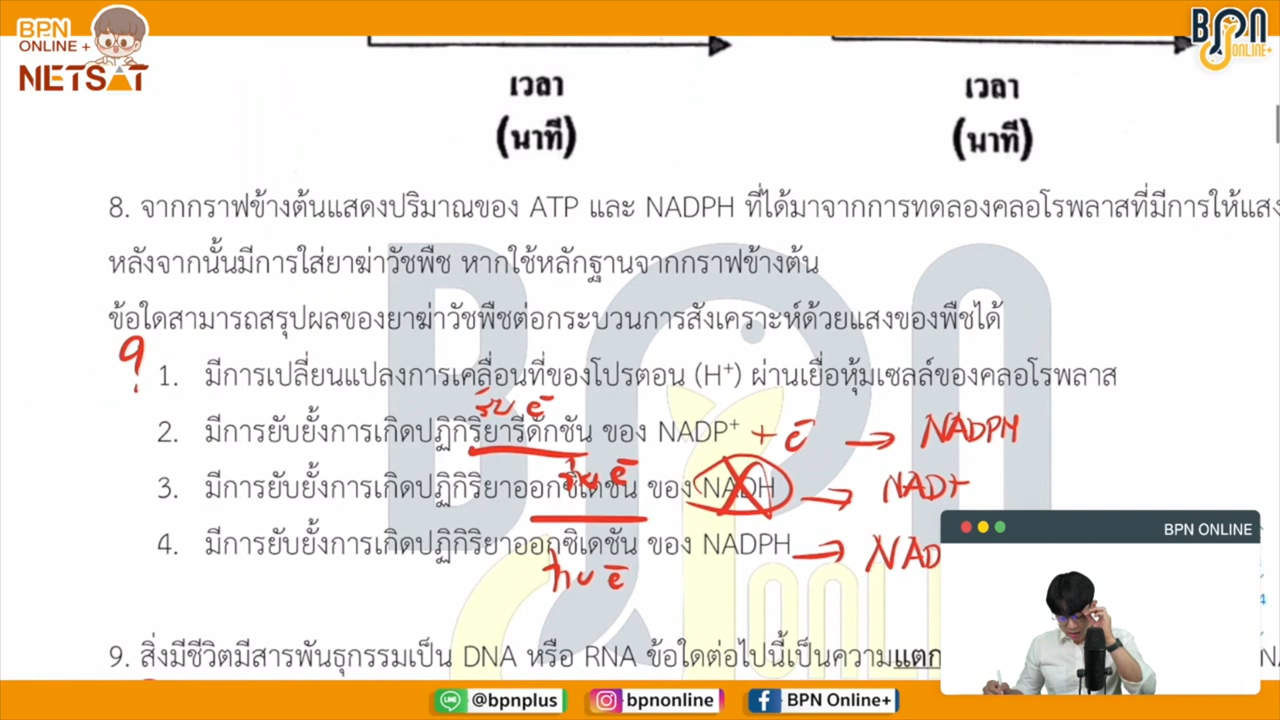 BPN
ONLINE +
NETSAT
BPN
ONLINE+
เวลา
(นาที)
เวลา
(นาที)
8. จากกราฟข้างต้นแสดงปริมาณของ ATP และ NADPH ที่ได้มาจากการทดลองคลอโรพลาสที่มีการให้แสง
หลังจากนั้นมีการใส่ยาฆ่าวัชพืช หากใช้หลักฐานจากกราฟข้างต้น
ข้อใดสามารถสรุปผลของยาฆ่าวัชพืชต่อกระบวนการสังเคราะห์ด้วยแสงของพืชได้
?
1. มีการเปลี่ยนแปลงการเคลื่อนที่ของโปรตอน (H⁺) ผ่านเยื่อหุ้มเซลล์ของคลอโรพลาส
รับ e⁻
2. มีการยับยั้งการเกิดปฏิกิริยารีดักชัน ของ NADP⁺ + e⁻ → NADPH
e⁻
3. มีการยับยั้งการเกิดปฏิกิริยาออกซิเดชัน ของ NADH → NAD+
4. มีการยับยั้งการเกิดปฏิกิริยาออกซิเดชัน ของ NADPH → NAD
e⁻
BPN ONLINE
9. สิ่งมีชีวิตมีสารพันธุกรรมเป็น DNA หรือ RNA ข้อใดต่อไปนี้เป็นความแตก
@bpnplus
bpnonline
BPN Online+